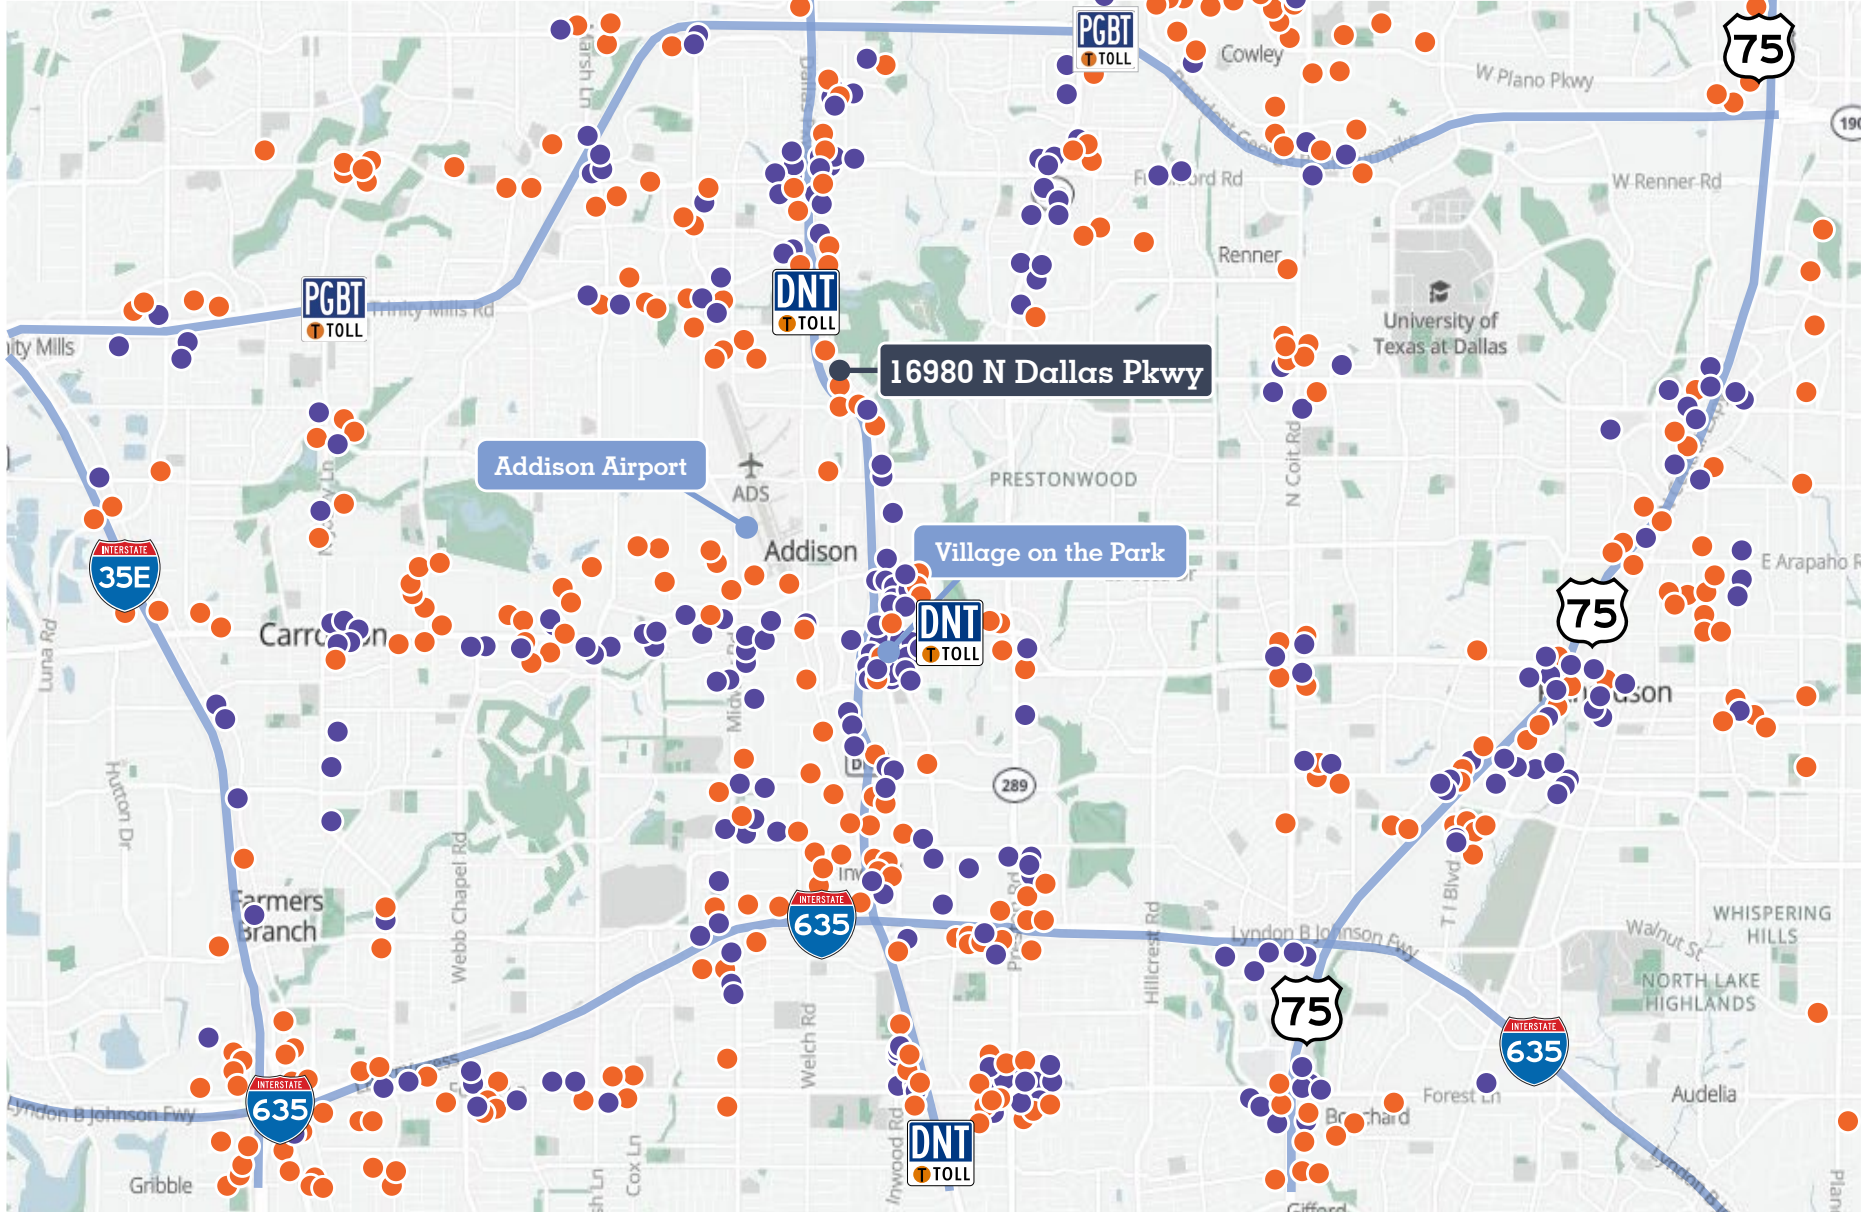 PGBT
TOLL
Cowley
75
W Plano Pkwy
190
W Renner Rd
Renner
DNT
TOLL
PGBT
TOLL
Trinity Mills Rd
University of
Texas at Dallas
16980 N Dallas Pkwy
Addison Airport
ADS
PRESTONWOOD
N Coit Rd
Addison
Village on the Park
INTERSTATE
35E
DNT
TOLL
75
E Arapaho R
Luna Rd
Hutton Dr
289
Webb Chapel Rd
Farmers
Branch
INTERSTATE
635
Hillcrest Rd
Lyndon B Johnson Fwy
T I Blvd
Walnut St
WHISPERING
HILLS
NORTH LAKE
HIGHLANDS
75
INTERSTATE
635
Welch Rd
Forest Ln
Audelia
INTERSTATE
635
Lyndon B Johnson Fwy
Cox Ln
Inwood Rd
DNT
TOLL
Gribble
Lyndon B
Gifford